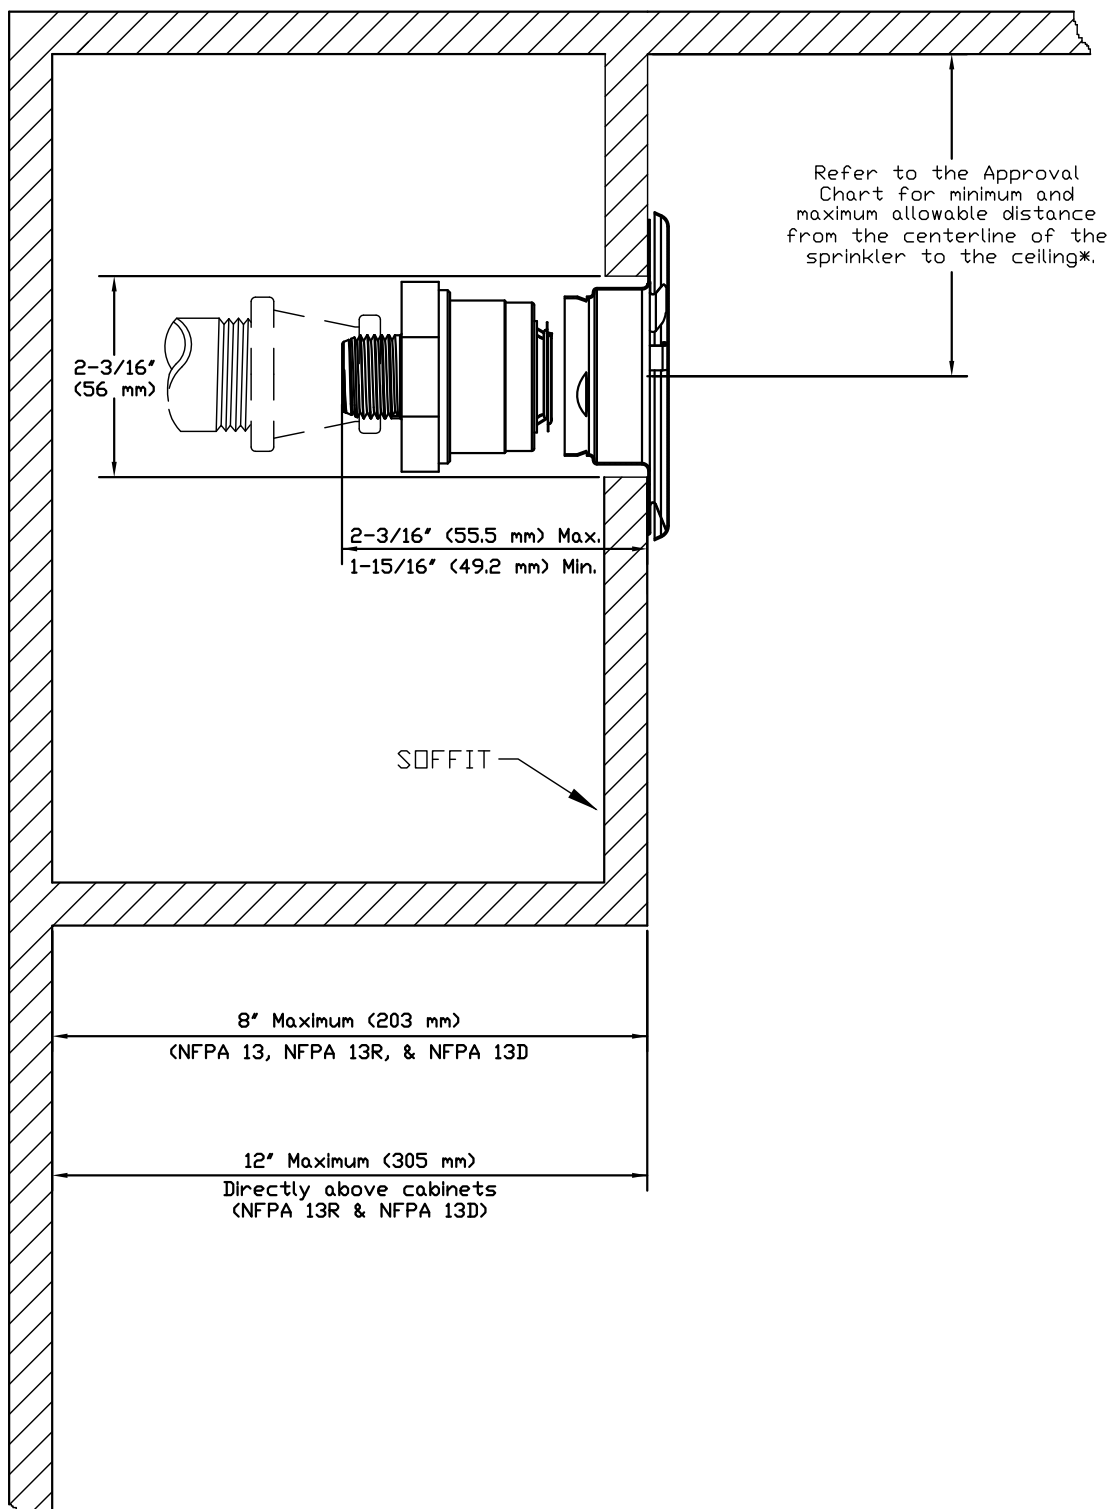 Refer to the Approval
Chart for minimum and
maximum allowable distance
from the centerline of the
sprinkler to the ceiling*.
2-3/16"
(56 mm)
2-3/16" (55.5 mm) Max.
1-15/16" (49.2 mm) Min.
SOFFIT
8" Maximum (203 mm)
(NFPA 13, NFPA 13R, & NFPA 13D
12" Maximum (305 mm)
Directly above cabinets
(NFPA 13R & NFPA 13D)